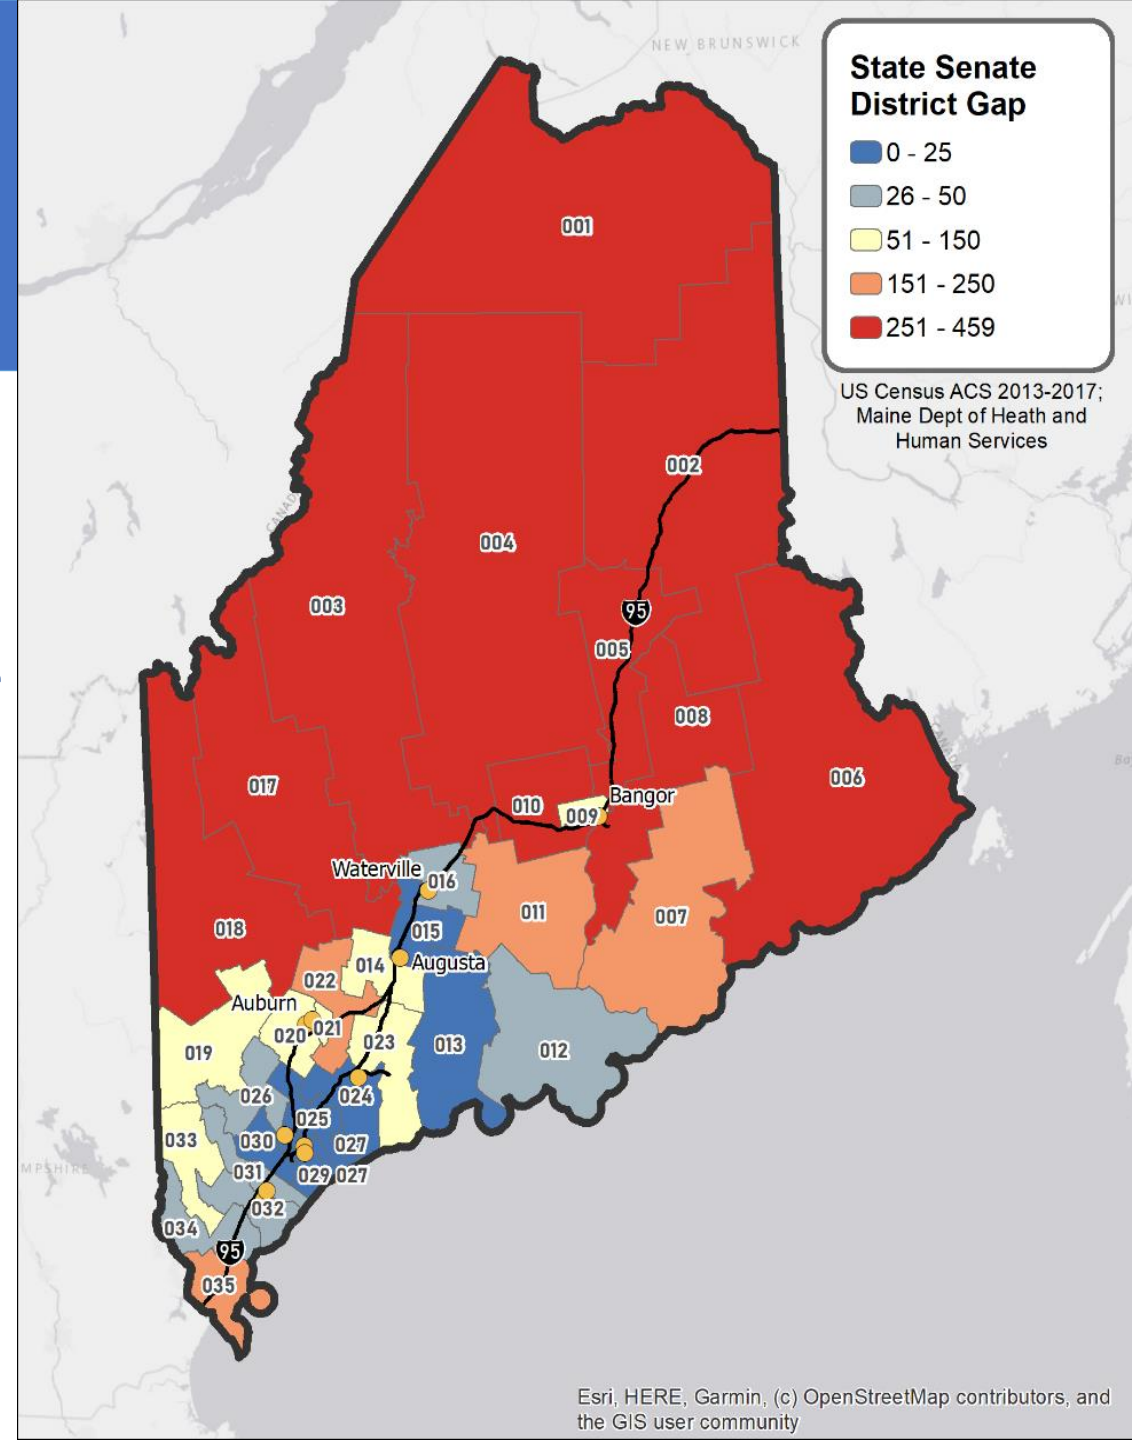 NEW BRUNSWICK
State Senate
District Gap
0 - 25
26 - 50
51 - 150
151 - 250
251 - 459
US Census ACS 2013-2017;
Maine Dept of Heath and
Human Services
001
002
CANAD
004
003
95
005
008
CANADA
017
006
Bangor
010
009
Waterville
016
018
011
007
015
014
Augusta
022
Auburn
020
021
019
023
013
012
026
024
025
033
030
027
MPSHIRE
031
029
027
032
034
95
035
Esri, HERE, Garmin, (c) OpenStreetMap contributors, and
the GIS user community